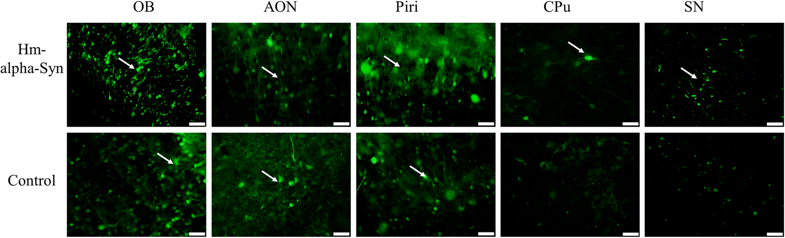 OB AON Piri CPu SN
Hm-
alpha-Syn
Control